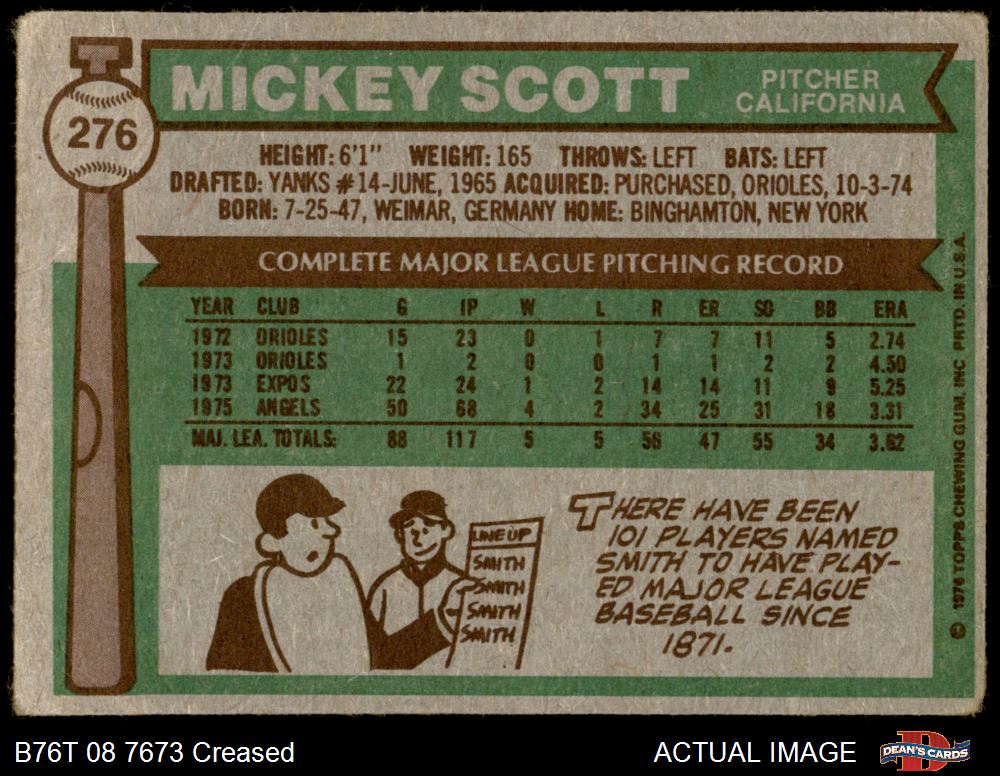 276
MICKEY SCOTT
PITCHER
CALIFORNIA
HEIGHT: 6'1" WEIGHT: 165 THROWS: LEFT BATS: LEFT
DRAFTED: YANKS #14-JUNE, 1965 ACQUIRED: PURCHASED, ORIOLES, 10-3-74
BORN: 7-25-47, WEIMAR, GERMANY HOME: BINGHAMTON, NEW YORK
COMPLETE MAJOR LEAGUE PITCHING RECORD
YEAR CLUB G IP W L R ER SO BB ERA
1972 ORIOLES 15 23 0 1 7 7 11 5 2.74
1973 ORIOLES 1 2 0 0 1 1 2 2 4.50
1973 EXPOS 22 24 1 2 14 14 11 9 5.25
1975 ANGELS 50 68 4 2 34 25 31 18 3.31
MAJ. LEA. TOTALS: 88 117 5 5 56 47 55 34 3.62
LINE UP
SMITH
SMITH
SMITH
SMITH
THERE HAVE BEEN
101 PLAYERS NAMED
SMITH TO HAVE PLAY-
ED MAJOR LEAGUE
BASEBALL SINCE
1871.
© 1976 TOPPS CHEWING GUM, INC PRTD. IN U.S.A.
B76T 08 7673 Creased
ACTUAL IMAGE
D
DEAN'S CARDS